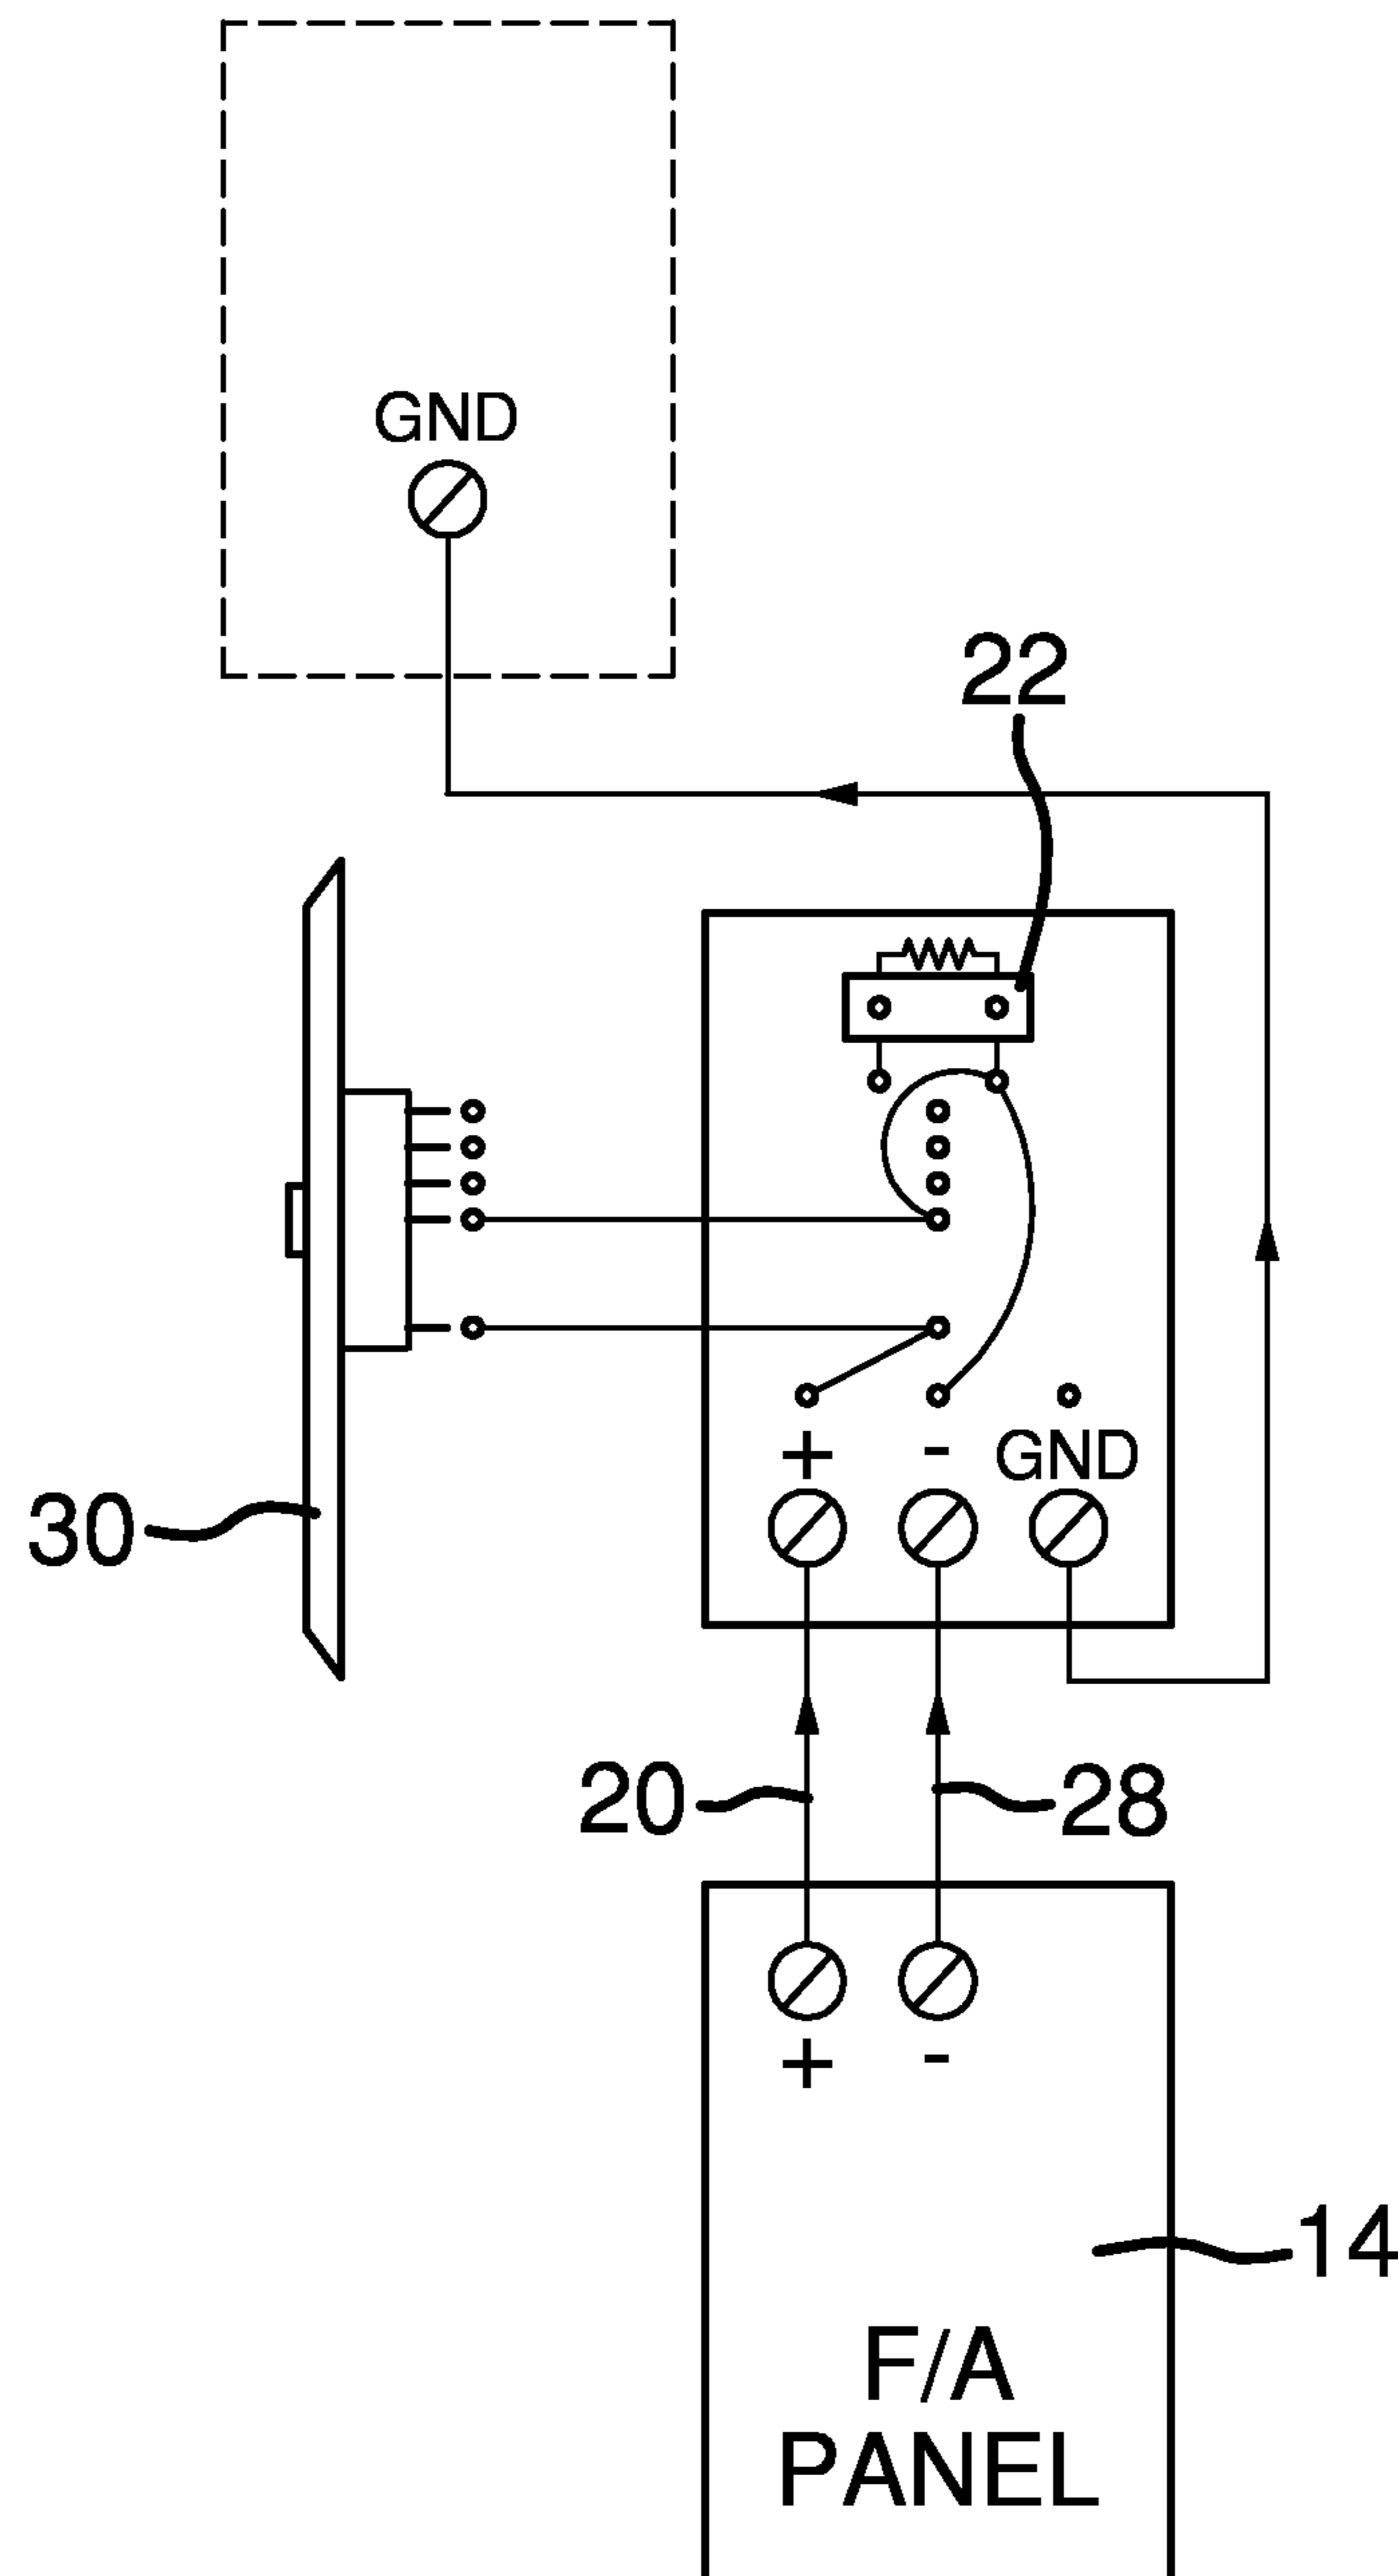 GND
22
+ - GND
30
20
28
+ -
14
F/A
PANEL